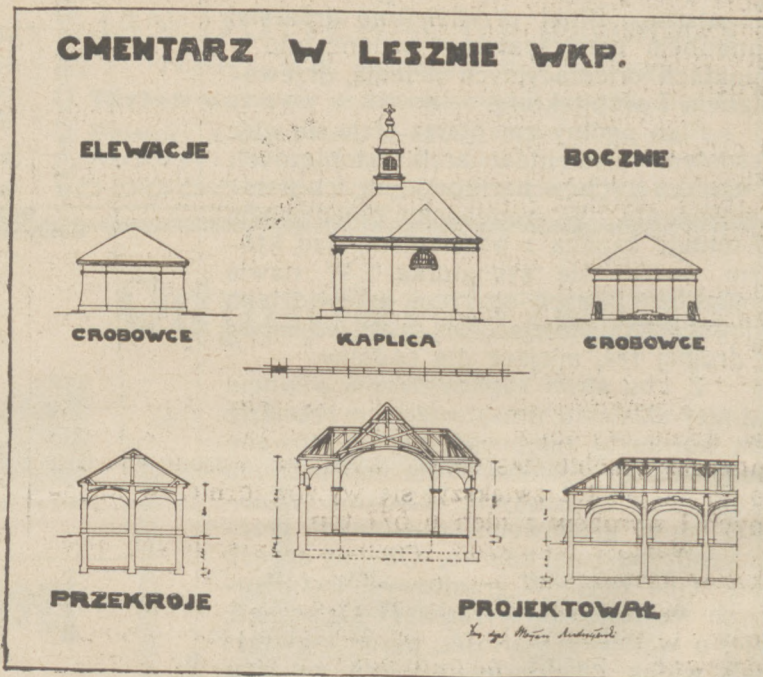 CMENTARZ W LESZNIE WKP.
ELEWACJE
BOCZNE
GROBOWCE
KAPLICA
GROBOWCE
PRZEKROJE
PROJEKTOWAŁ